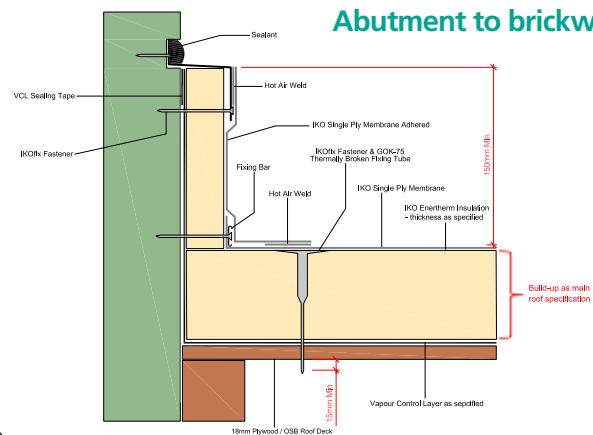 Abutment to brickw
Sealant
Hot Air Weld
VCL Sealing Tape
IKO Single Ply Membrane Adhered
IKOfix Fastener
IKOfix Fastener & GOK-75
Thermally Broken Fixing Tube
Fixing Bar
Hot Air Weld
IKO Single Ply Membrane
IKO Enertherm Insulation
- thickness as specified
150mm Min
Build-up as main
roof specification
15mm Min
Vapour Control Layer as sepcified
18mm Plywood / OSB Roof Deck